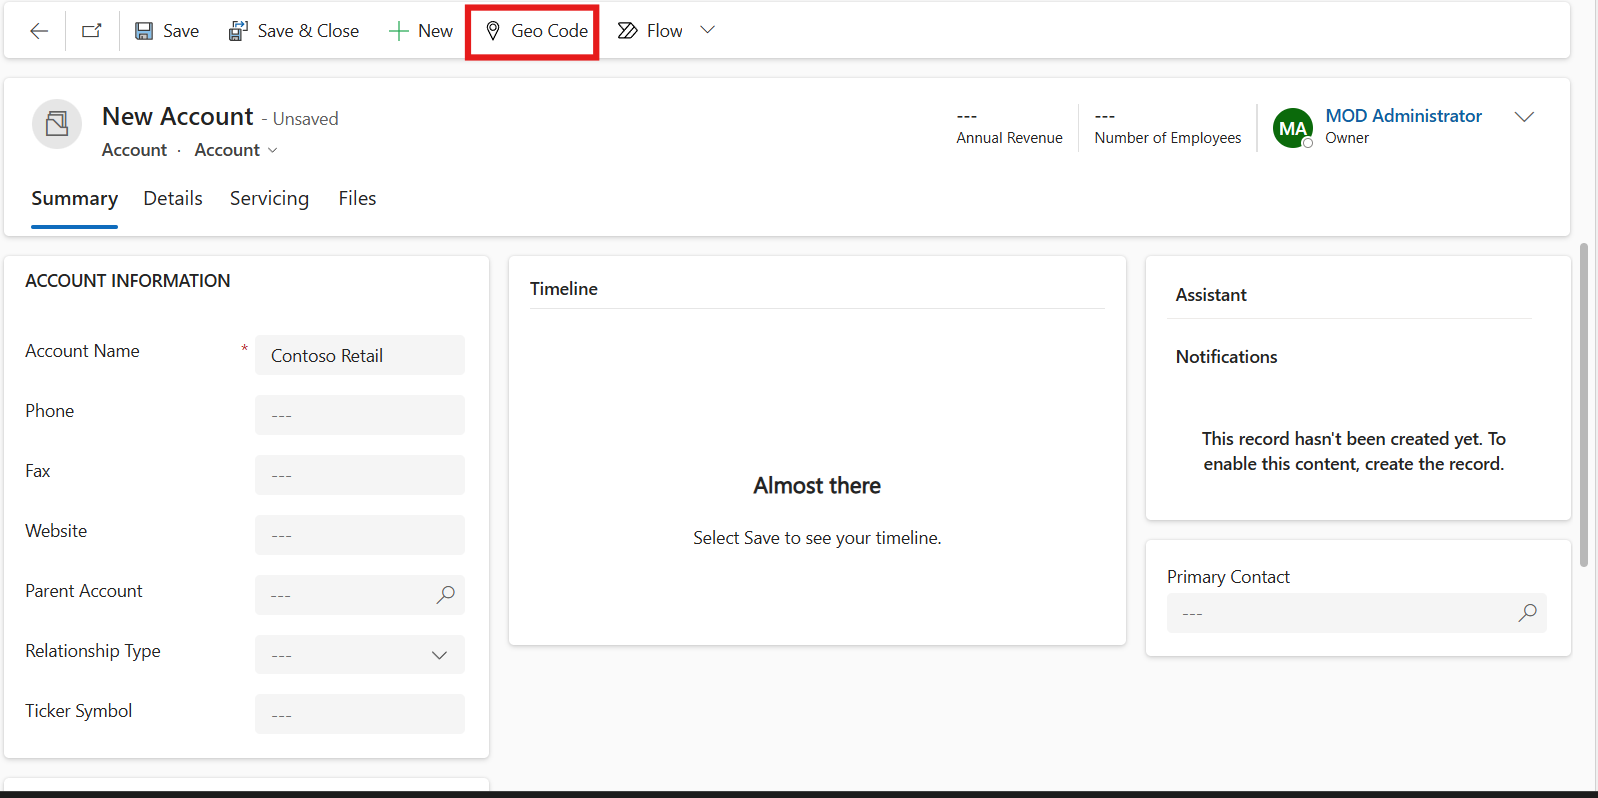 Save
Save & Close
New
Geo Code
Flow
New Account - Unsaved
Account · Account
---
Annual Revenue
---
Number of Employees
MA
MOD Administrator
Owner
Summary
Details
Servicing
Files
ACCOUNT INFORMATION
Account Name * Contoso Retail
Phone ---
Fax ---
Website ---
Parent Account ---
Relationship Type ---
Ticker Symbol ---
Timeline
Almost there
Select Save to see your timeline.
Assistant
Notifications
This record hasn't been created yet. To
enable this content, create the record.
Primary Contact
---